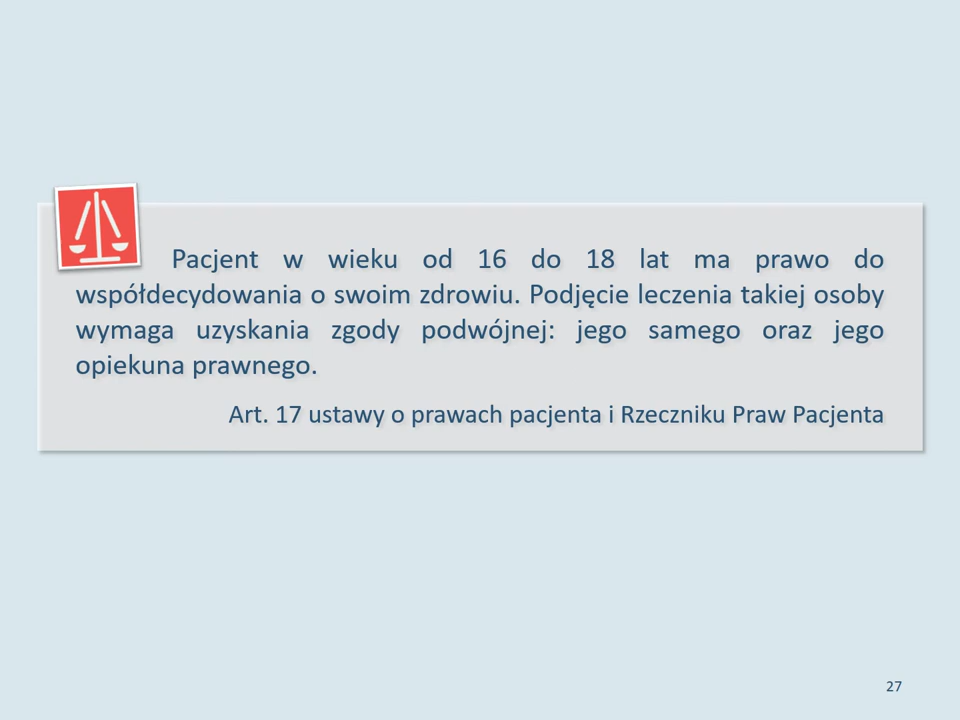 Pacjent w wieku od 16 do 18 lat ma prawo do
współdecydowania o swoim zdrowiu. Podjęcie leczenia takiej osoby
wymaga uzyskania zgody podwójnej: jego samego oraz jego
opiekuna prawnego.
Art. 17 ustawy o prawach pacjenta i Rzeczniku Praw Pacjenta
27